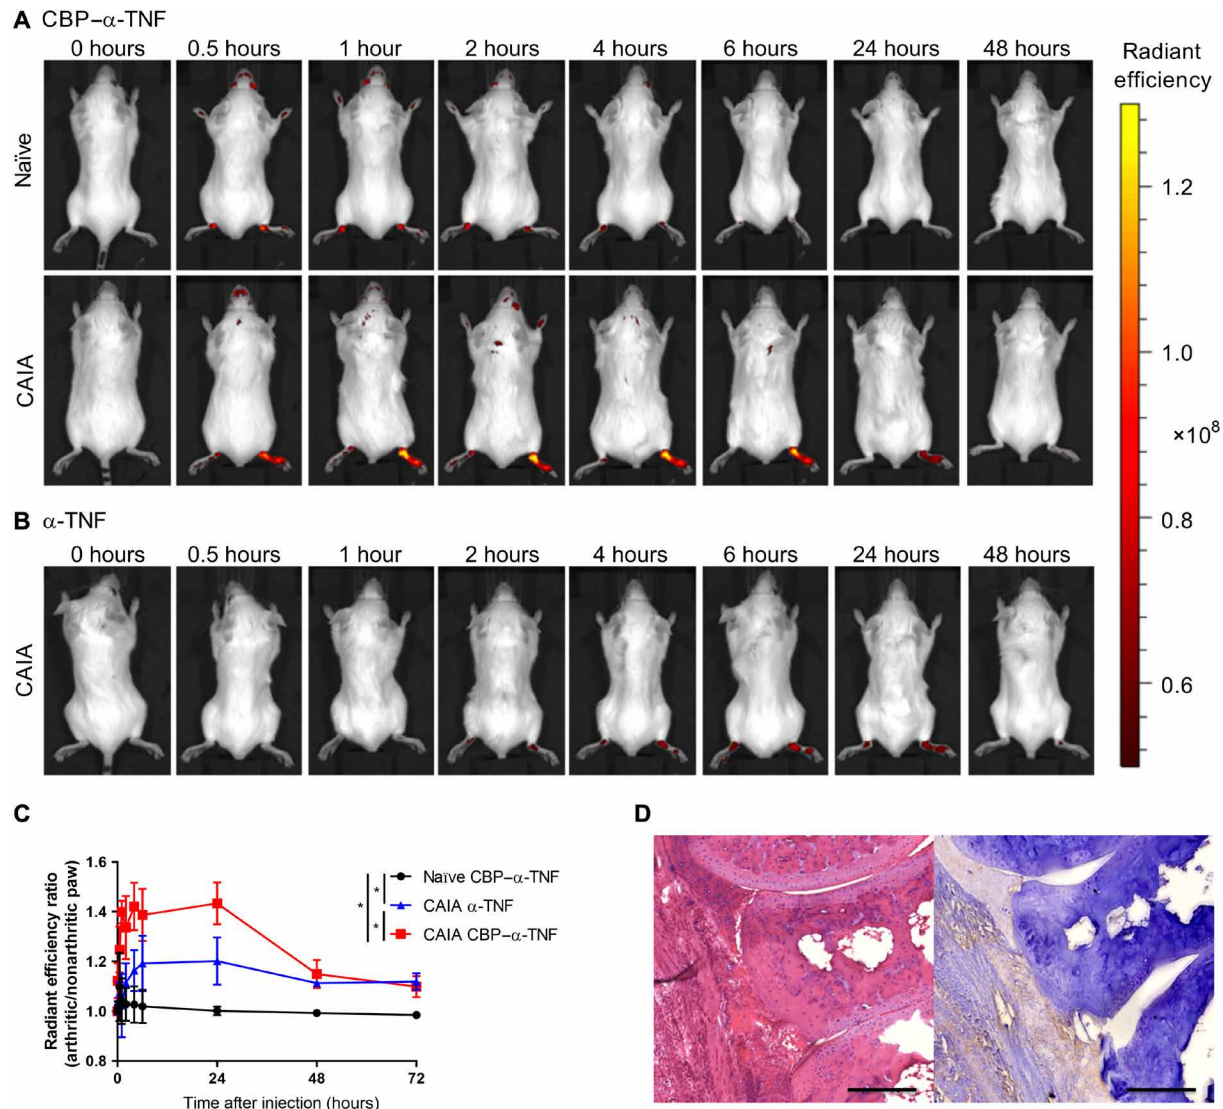 A CBP–α-TNF
0 hours 0.5 hours 1 hour 2 hours 4 hours 6 hours 24 hours 48 hours
Radiant
efficiency
Naïve
1.2
CAIA
1.0
×10⁸
B α-TNF
0.8
0 hours 0.5 hours 1 hour 2 hours 4 hours 6 hours 24 hours 48 hours
CAIA
0.6
C
Radiant efficiency ratio
(arthritic/nonarthritic paw)
1.6
1.4
1.2
1.0
0.8
0 24 48 72
Time after injection (hours)
* * *
Naïve CBP–α-TNF
CAIA α-TNF
CAIA CBP–α-TNF
D